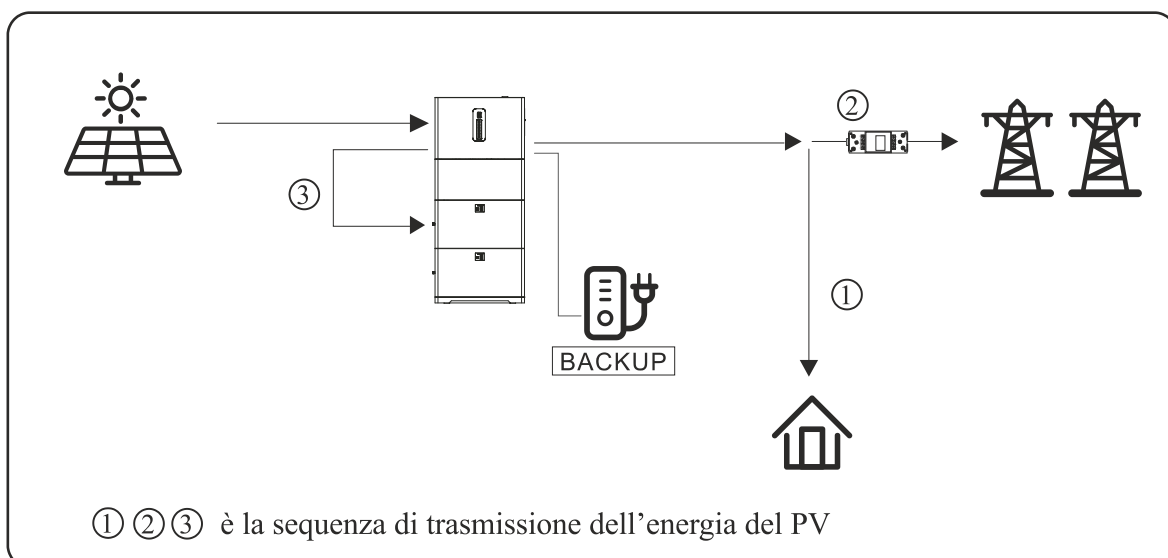 ②
③
①
BACKUP
① ② ③ è la sequenza di trasmissione dell'energia del PV